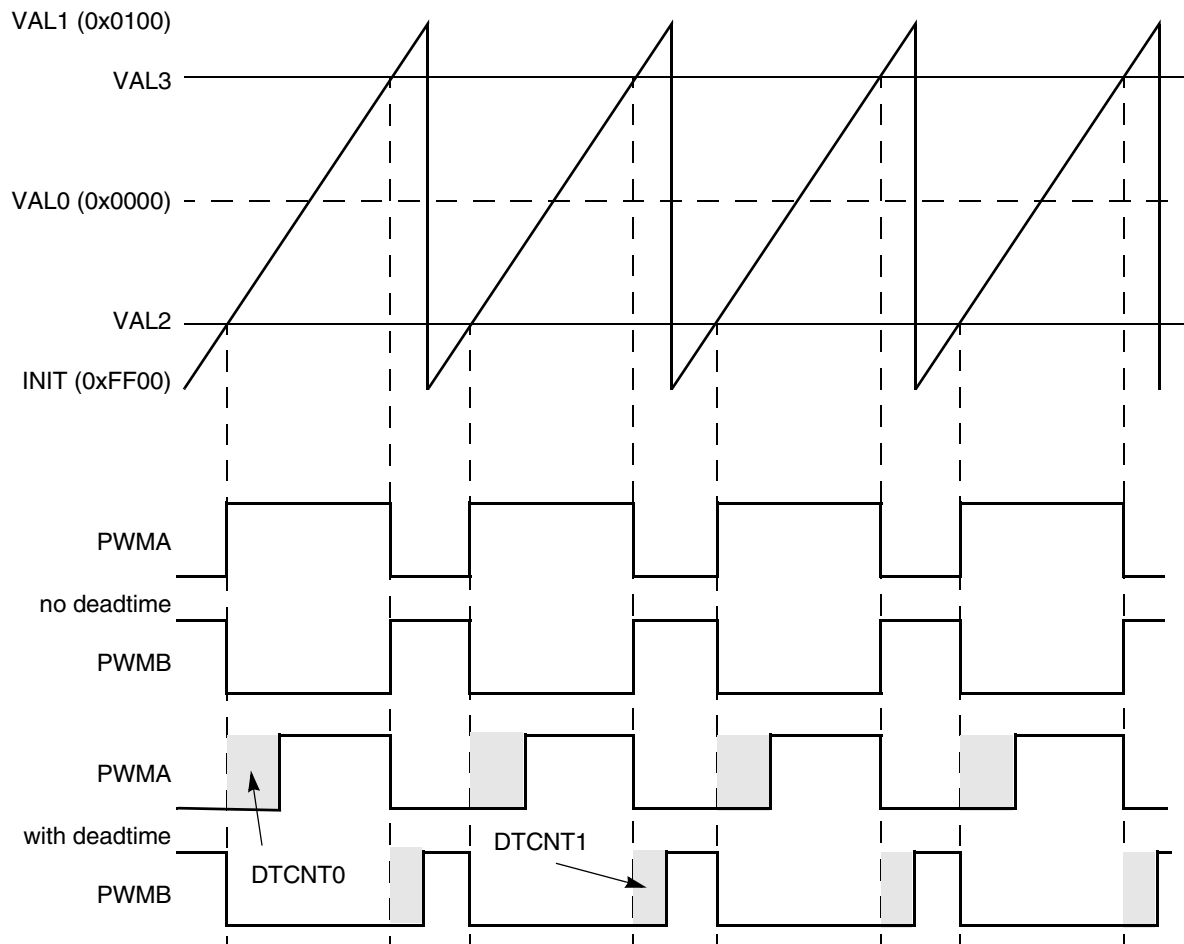 VAL1 (0x0100)
VAL3
VAL0 (0x0000)
VAL2
INIT (0xFF00)
PWMA
no deadtime
PWMB
PWMA
with deadtime
DTCNT1
DTCNT0
PWMB